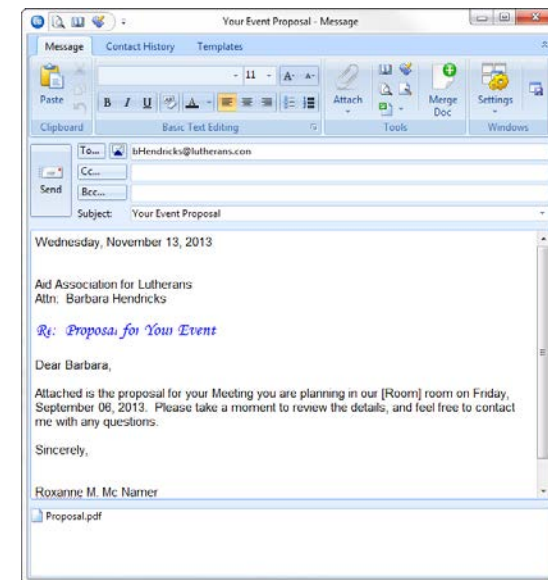 Your Event Proposal - Message
Message Contact History Templates
11 A A
Paste B I U A Attach Merge Doc Settings
Clipboard Basic Text Editing Tools Windows
To... bHendricks@lutherans.con
Cc...
Send
Bcc...
Subject: Your Event Proposal
Wednesday, November 13, 2013
Aid Association for Lutherans
Attn: Barbara Hendricks
Re: Proposal for Your Event
Dear Barbara,
Attached is the proposal for your Meeting you are planning in our [Room] room on Friday,
September 06, 2013. Please take a moment to review the details, and feel free to contact
me with any questions.
Sincerely,
Roxanne M. Mc Namer
Proposal.pdf